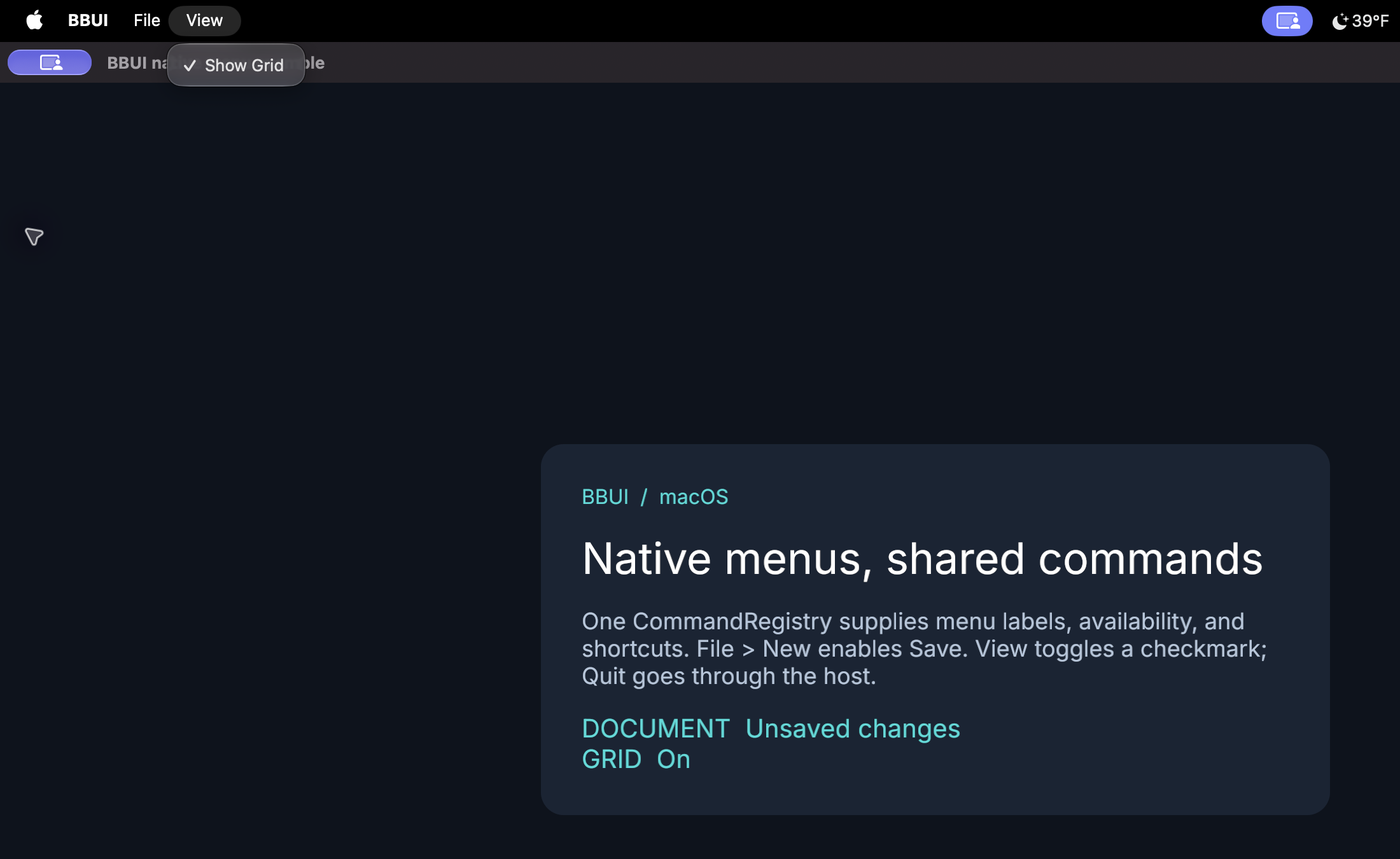 BBUI File View 39°F
BBUI
Show Grid
BBUI / macOS
Native menus, shared commands
One CommandRegistry supplies menu labels, availability, and
shortcuts. File > New enables Save. View toggles a checkmark;
Quit goes through the host.
DOCUMENT Unsaved changes
GRID On